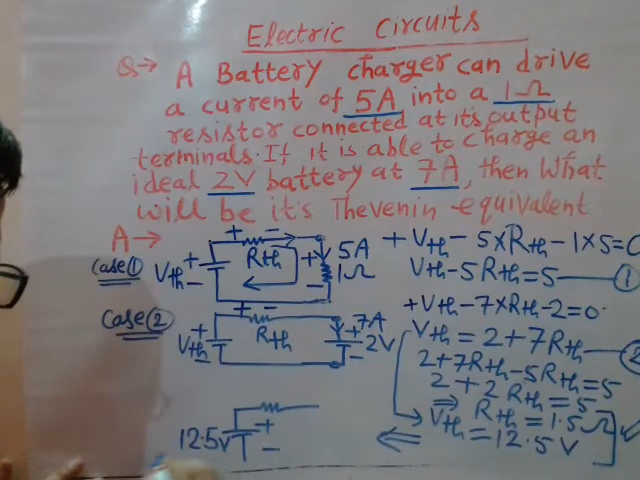 Electric Circuits
Q→ A Battery charger can drive
a current of 5A into a 1Ω
resistor connected at its output
terminals. If it is able to charge an
ideal 2V battery at 7A, then What
will be it's Thevenin equivalent
A→
Case① Vth + - + - Rth + - 5A 1Ω
+ Vth - 5×Rth - 1×5=0
Vth - 5Rth = 5 — ①
Case② Vth + - + - Rth 7A + - 2V
+Vth - 7×Rth - 2 = 0
Vth = 2+7Rth — ②
2+7Rth-5Rth=5
2+2Rth=5
⇒ Rth = 1.5Ω
Vth = 12.5 V
⇐
12.5V + -